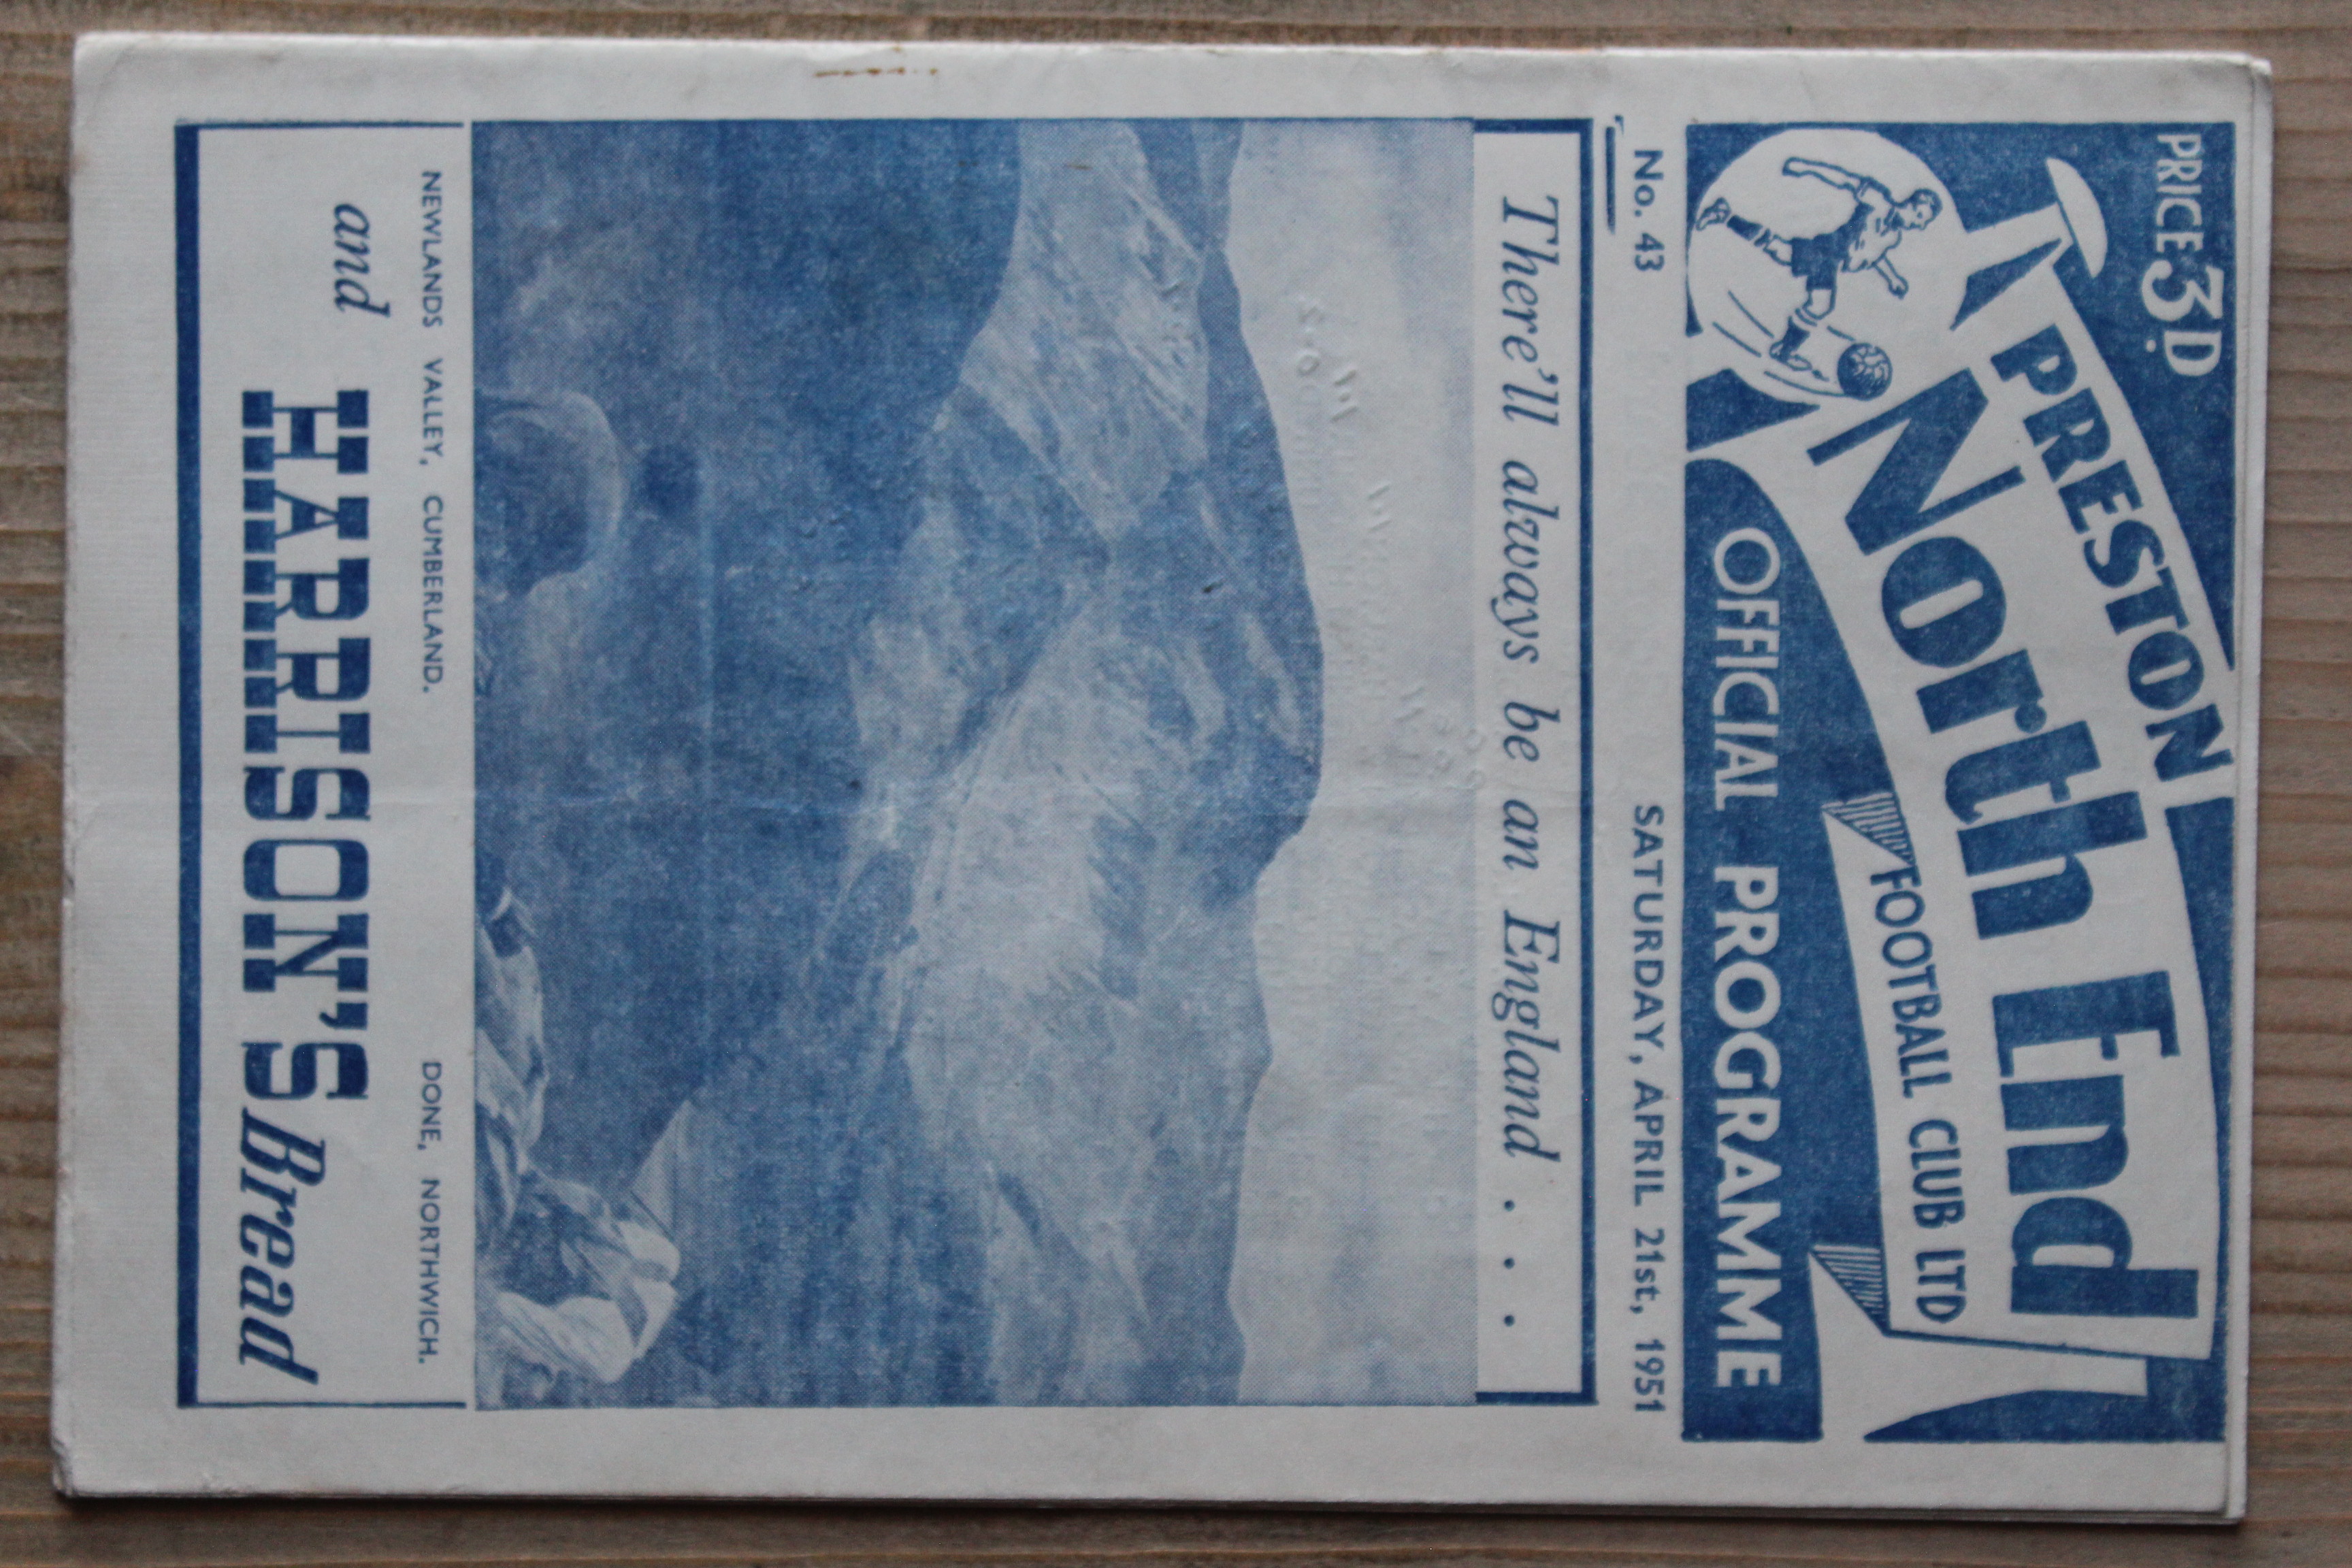 PRICE 3D.
PRESTON
North End
FOOTBALL CLUB LTD
OFFICIAL PROGRAMME
No. 43 SATURDAY, APRIL 21st, 1951
There'll always be an England . . .
NEWLANDS VALLEY, CUMBERLAND. DONE, NORTHWICH.
and HARRISON'S Bread